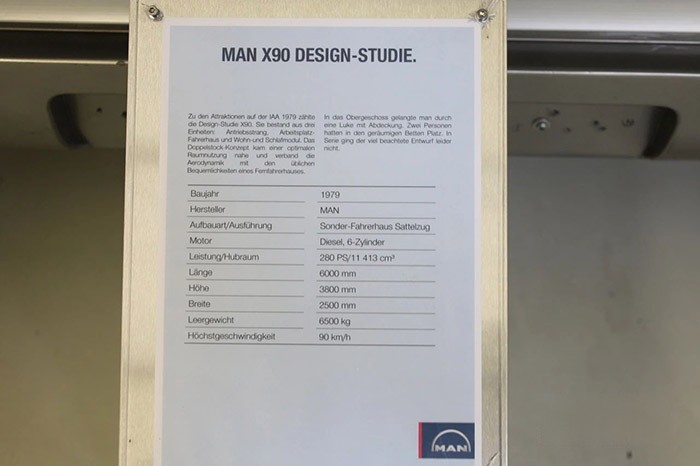 MAN X90 DESIGN-STUDIE.
Zu den Attraktionen auf der IAA 1979 zählte
die Design-Studie X90. Sie bestand aus drei
Einheiten: Antriebsstrang, Arbeitsplatz-
Fahrerhaus und Wohn-und Schlafmodul. Das
Doppelstock-Konzept kam einer optimalen
Raumnutzung nahe und verband die
Aerodynamik mit den üblichen
Bequemlichkeiten eines Fernfahrerhauses.
In das Obergeschoss gelangte man durch
eine Luke mit Abdeckung. Zwei Personen
hatten in den geräumigen Betten Platz. In
Serie ging der viel beachtete Entwurf leider
nicht.
Baujahr 1979
Hersteller MAN
Aufbauart/Ausführung Sonder-Fahrerhaus Sattelzug
Motor Diesel, 6-Zylinder
Leistung/Hubraum 280 PS/11 413 cm³
Länge 6000 mm
Höhe 3800 mm
Breite 2500 mm
Leergewicht 6500 kg
Höchstgeschwindigkeit 90 km/h
MAN